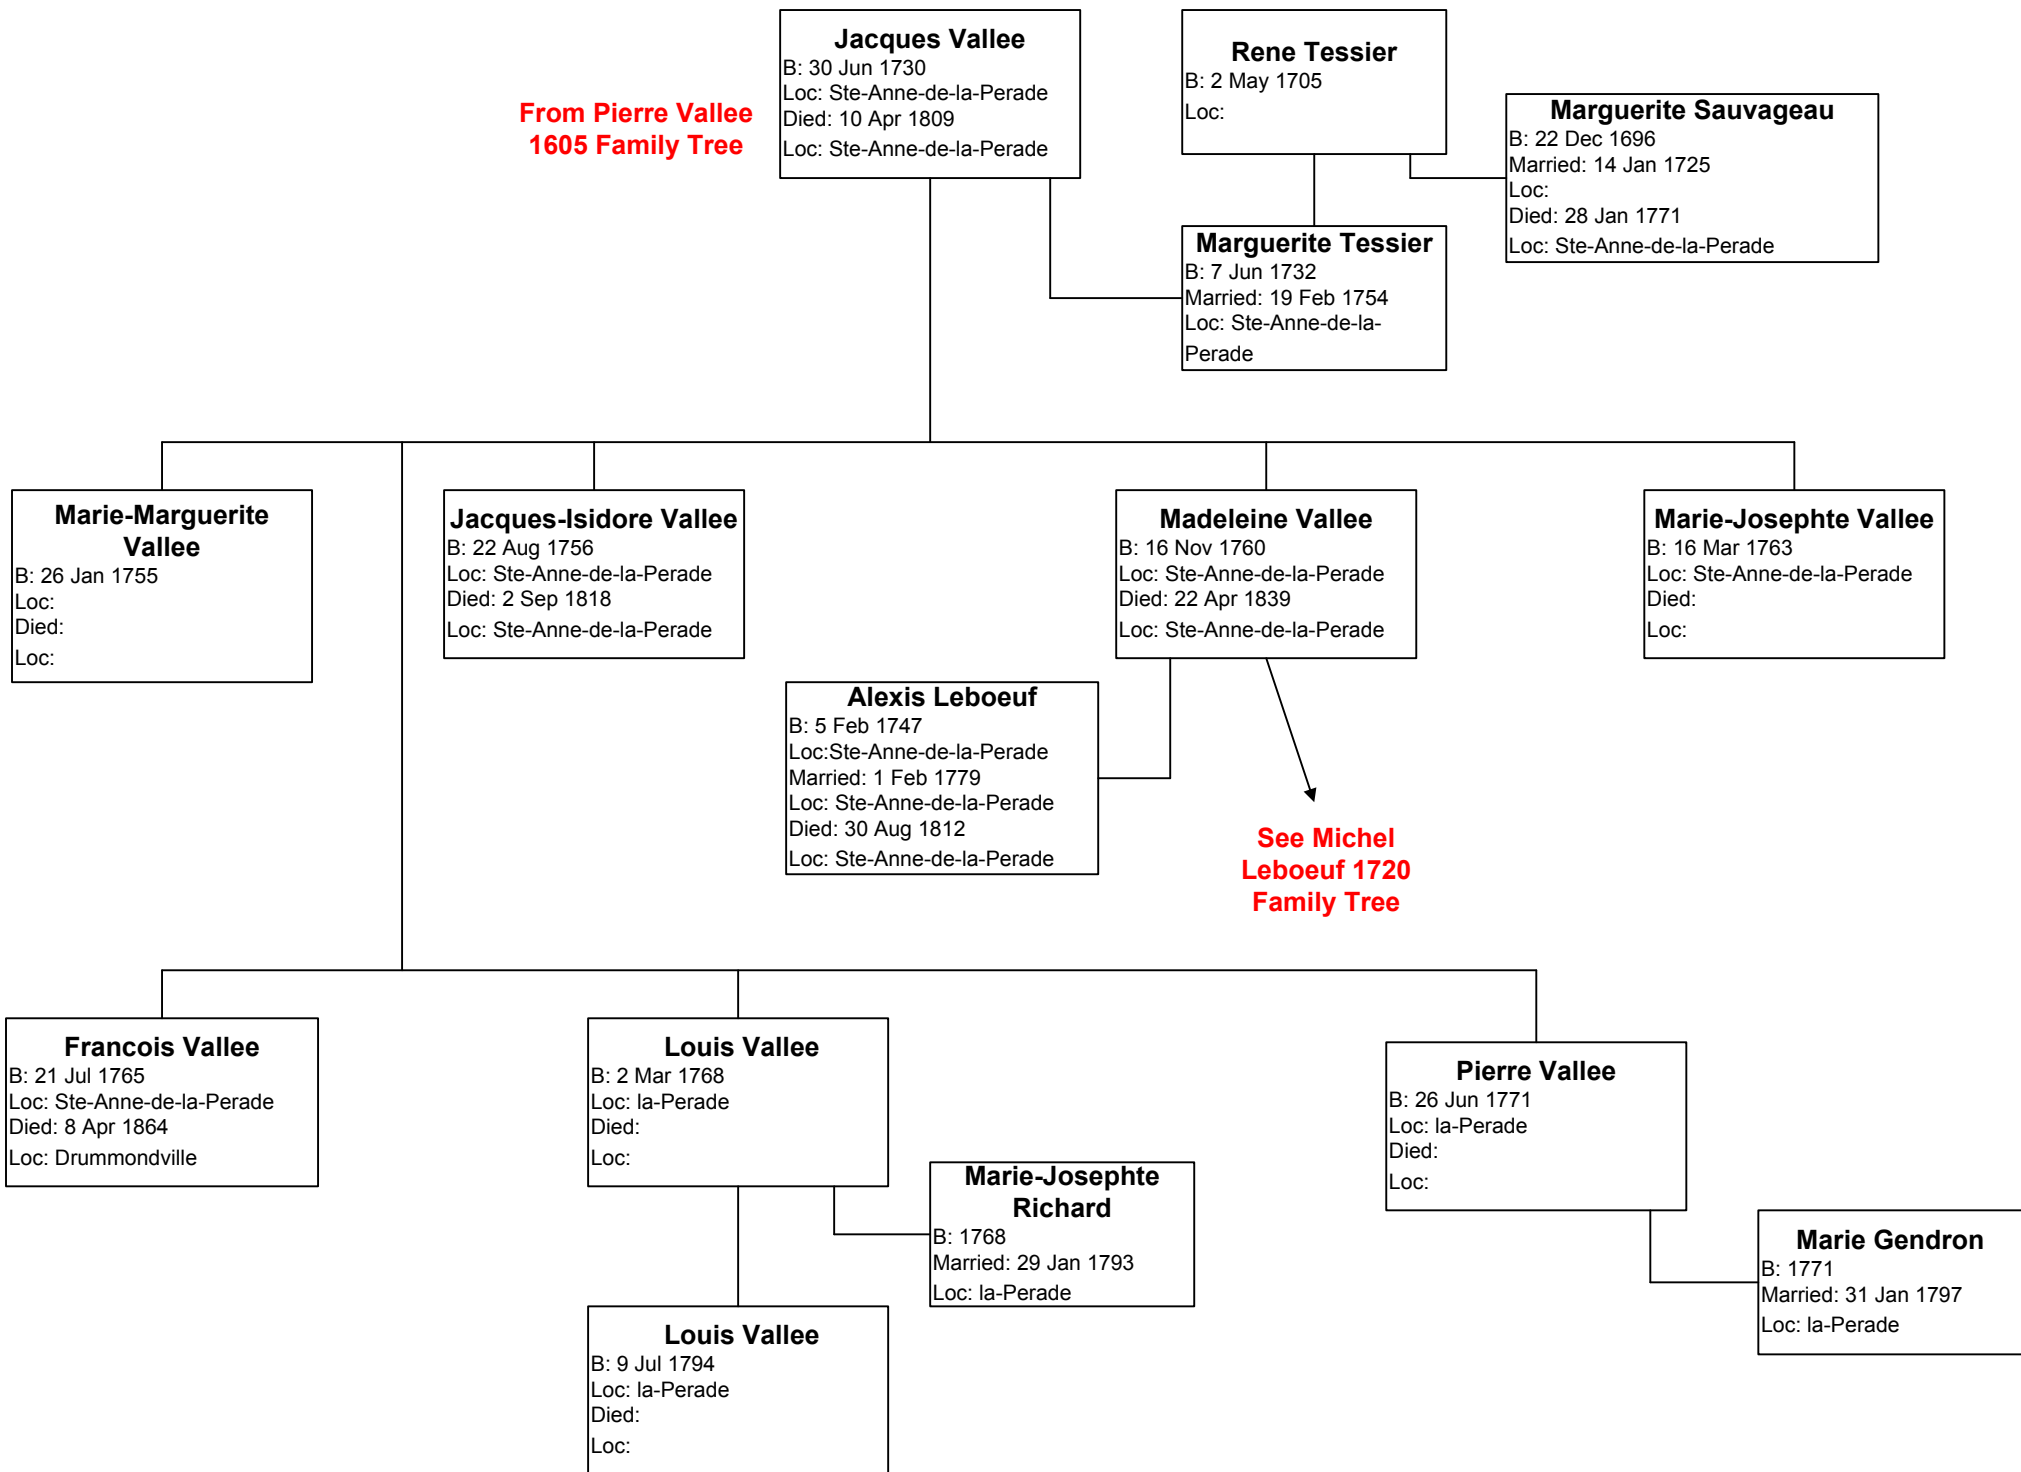 Jacques Vallee
B: 30 Jun 1730
Loc: Ste-Anne-de-la-Perade
Died: 10 Apr 1809
Loc: Ste-Anne-de-la-Perade
From Pierre Vallee
1605 Family Tree
Rene Tessier
B: 2 May 1705
Loc:
Marguerite Sauvageau
B: 22 Dec 1696
Married: 14 Jan 1725
Loc:
Died: 28 Jan 1771
Loc: Ste-Anne-de-la-Perade
Marguerite Tessier
B: 7 Jun 1732
Married: 19 Feb 1754
Loc: Ste-Anne-de-la-
Perade
Marie-Marguerite
Vallee
B: 26 Jan 1755
Loc:
Died:
Loc:
Jacques-Isidore Vallee
B: 22 Aug 1756
Loc: Ste-Anne-de-la-Perade
Died: 2 Sep 1818
Loc: Ste-Anne-de-la-Perade
Madeleine Vallee
B: 16 Nov 1760
Loc: Ste-Anne-de-la-Perade
Died: 22 Apr 1839
Loc: Ste-Anne-de-la-Perade
Marie-Josephte Vallee
B: 16 Mar 1763
Loc: Ste-Anne-de-la-Perade
Died:
Loc:
Alexis Leboeuf
B: 5 Feb 1747
Loc:Ste-Anne-de-la-Perade
Married: 1 Feb 1779
Loc: Ste-Anne-de-la-Perade
Died: 30 Aug 1812
Loc: Ste-Anne-de-la-Perade
See Michel
Leboeuf 1720
Family Tree
Francois Vallee
B: 21 Jul 1765
Loc: Ste-Anne-de-la-Perade
Died: 8 Apr 1864
Loc: Drummondville
Louis Vallee
B: 2 Mar 1768
Loc: la-Perade
Died:
Loc:
Marie-Josephte
Richard
B: 1768
Married: 29 Jan 1793
Loc: la-Perade
Pierre Vallee
B: 26 Jun 1771
Loc: la-Perade
Died:
Loc:
Marie Gendron
B: 1771
Married: 31 Jan 1797
Loc: la-Perade
Louis Vallee
B: 9 Jul 1794
Loc: la-Perade
Died:
Loc: